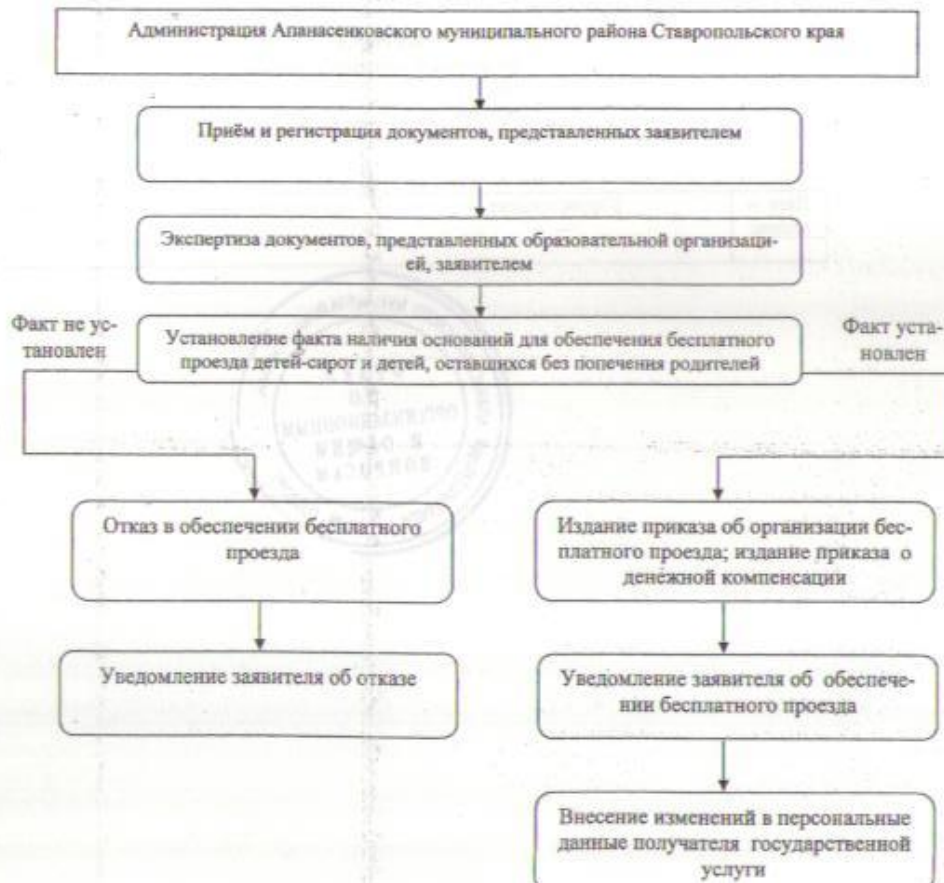 Администрация Апанасенковского муниципального района Ставропольского края
Приём и регистрация документов, представленных заявителем
Экспертиза документов, представленных образовательной организаци-
ей, заявителем
Факт не ус-
тановлен
Установление факта наличия оснований для обеспечения бесплатного
проезда детей-сирот и детей, оставшихся без попечения родителей
Факт уста-
новлен
Отказ в обеспечении бесплатного
проезда
Издание приказа об организации бес-
платного проезда; издание приказа о
денежной компенсации
Уведомление заявителя об отказе
Уведомление заявителя об обеспече-
нии бесплатного проезда
Внесение изменений в персональные
данные получателя государственной
услуги